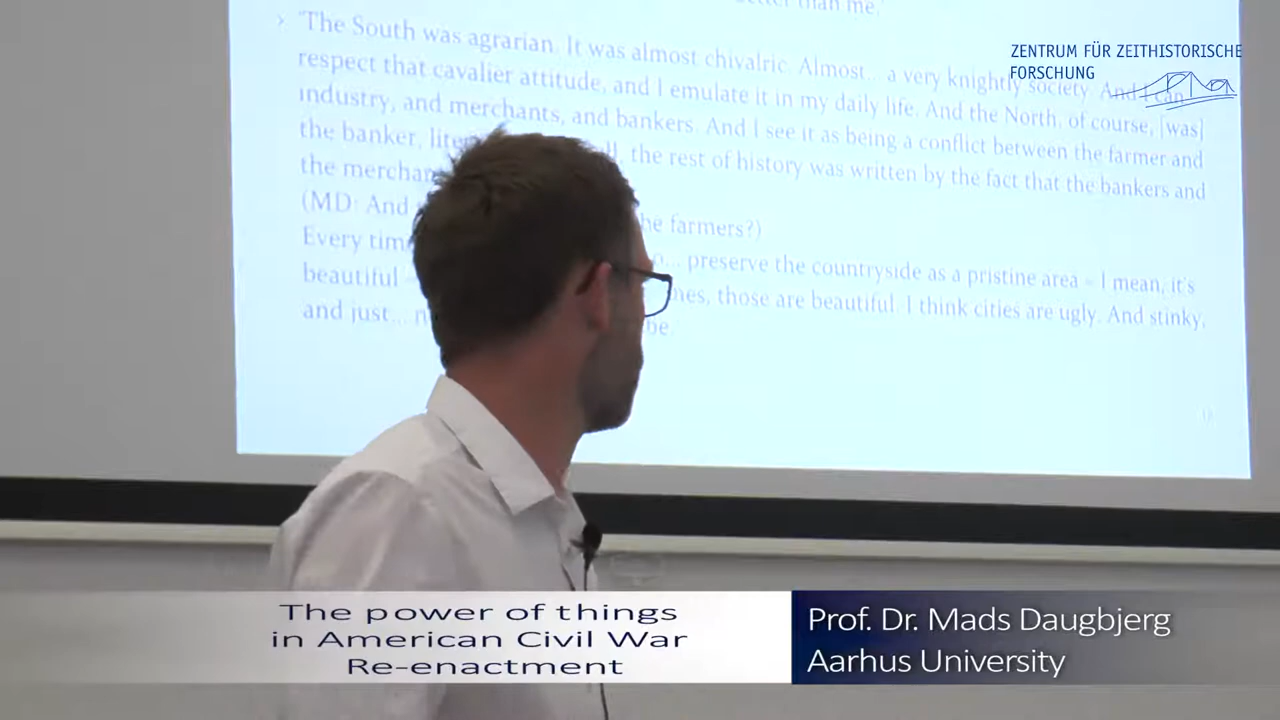 than me.'
› 'The South was agrarian. It was almost chivalric. Almost... a very knightly society. And I can
respect that cavalier attitude, and I emulate it in my daily life. And the North, of course, [was]
industry, and merchants, and bankers. And I see it as being a conflict between the farmer and
the banker, the rest of history was written by the fact that the bankers and
the
(MD: And the farmers?)
Every preserve the countryside as a pristine area – I mean, it's
beautiful those are beautiful. I think cities are ugly. And stinky,
and just... be.
ZENTRUM FÜR ZEITHISTORISCHE
FORSCHUNG
The power of things
in American Civil War
Re-enactment
Prof. Dr. Mads Daugbjerg
Aarhus University